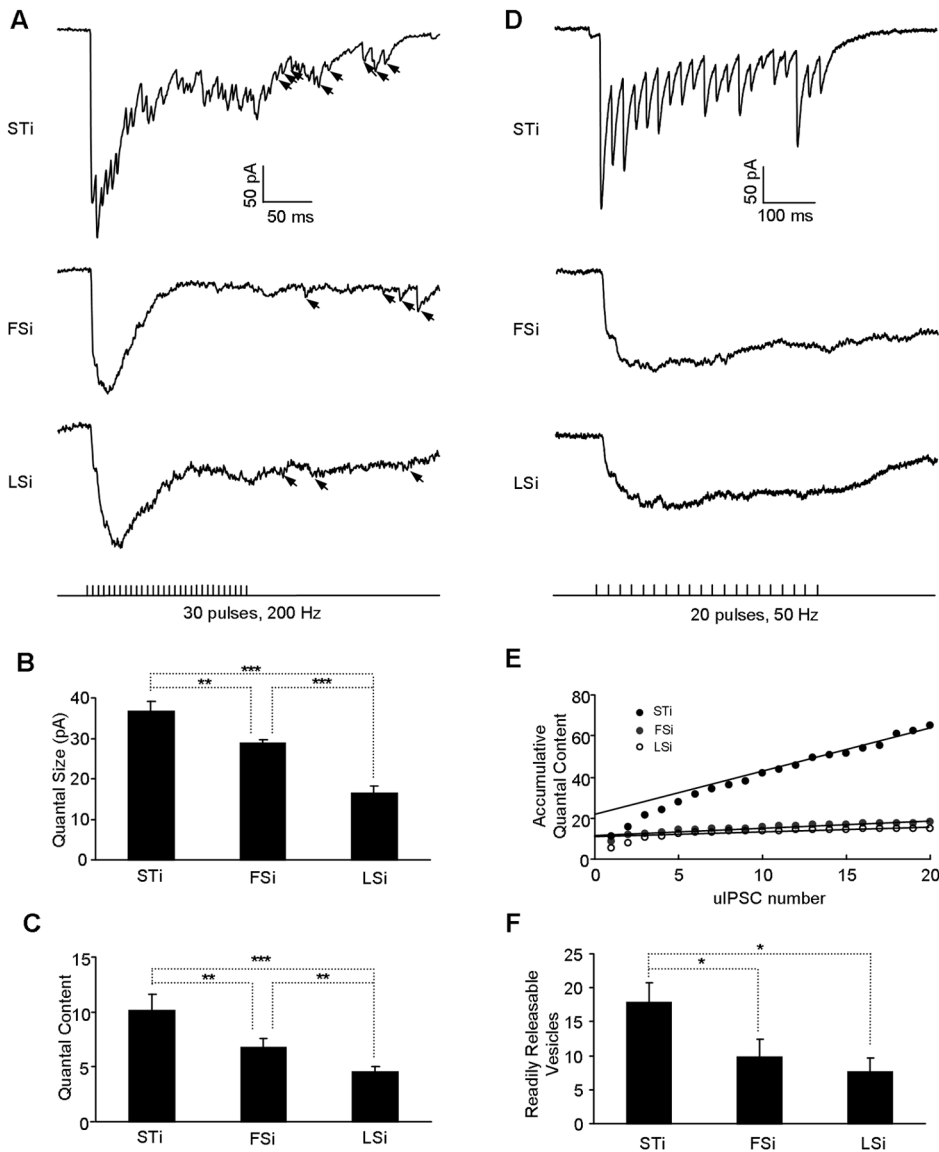 A
STi
50 pA
50 ms
FSi
LSi
30 pulses, 200 Hz
D
STi
50 pA
100 ms
FSi
LSi
20 pulses, 50 Hz
B
Quantal Size (pA)
40
30
20
10
0
***
**
***
STi
FSi
LSi
E
Accumulative
Quantal Content
80
60
40
20
0
STi
FSi
LSi
0
5
10
15
20
uIPSC number
C
Quantal Content
15
10
5
0
***
**
**
STi
FSi
LSi
F
Readily Releasable
Vesicles
25
20
15
10
5
0
*
*
STi
FSi
LSi